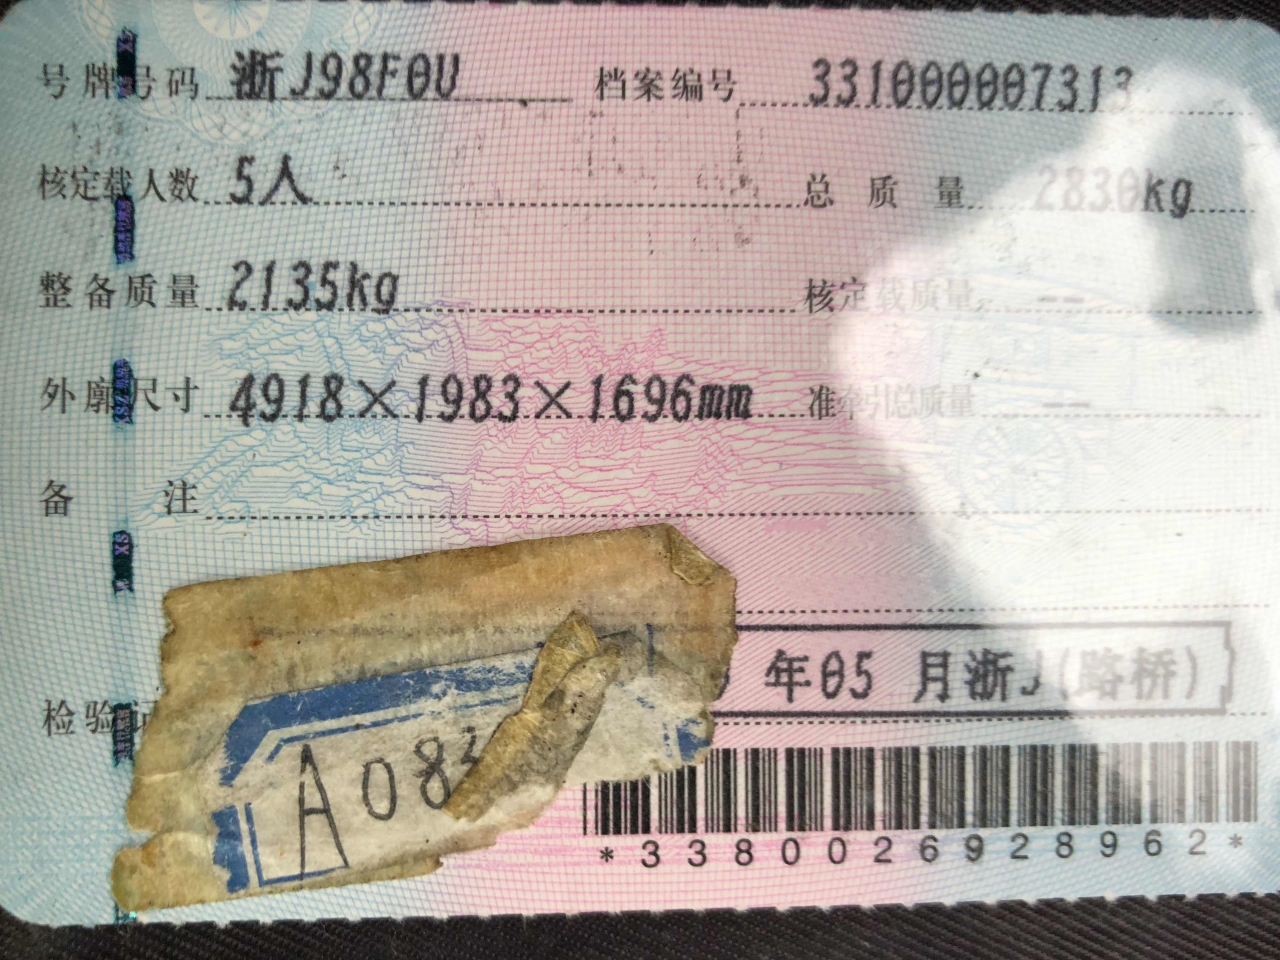 号牌号码 浙J98F0U 档案编号 331000007313
核定载人数 5人 总质量 2830kg
整备质量 2135kg 核定载质量 --
外廓尺寸 4918×1983×1696mm 准牵引总质量 --
备注
检验记 年05 月浙J(路桥)
A083
*3380026928962*